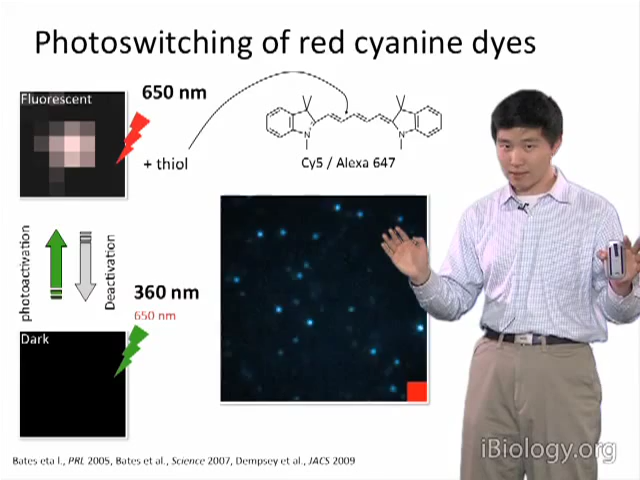 Photoswitching of red cyanine dyes
Fluorescent
650 nm
+ thiol
N
N
Cy5 / Alexa 647
photoactivation
Deactivation
360 nm
650 nm
Dark
Bates eta l., PRL 2005, Bates et al., Science 2007, Dempsey et al., JACS 2009
iBiology.org